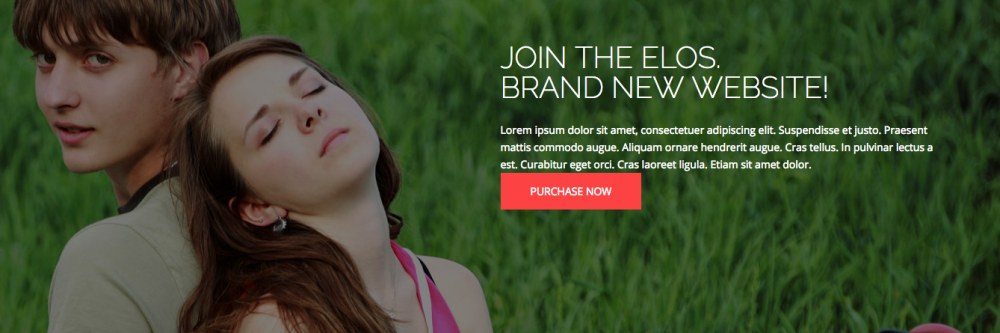 JOIN THE ELOS.
BRAND NEW WEBSITE!
Lorem ipsum dolor sit amet, consectetuer adipiscing elit. Suspendisse et justo. Praesent
mattis commodo augue. Aliquam ornare hendrerit augue. Cras tellus. In pulvinar lectus a
est. Curabitur eget orci. Cras laoreet ligula. Etiam sit amet dolor.
PURCHASE NOW